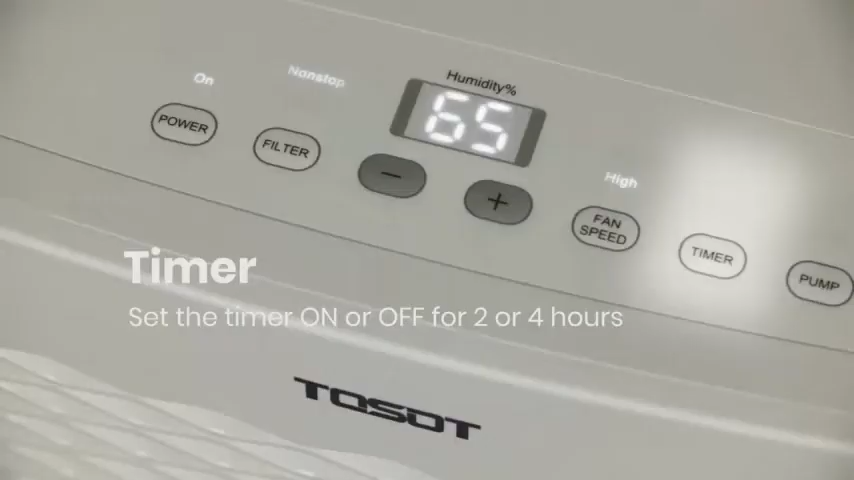 Humidity%
On
Nonstop
65
POWER
FILTER
−
+
High
FAN
SPEED
TIMER
PUMP
Timer
Set the timer ON or OFF for 2 or 4 hours
TOSOT